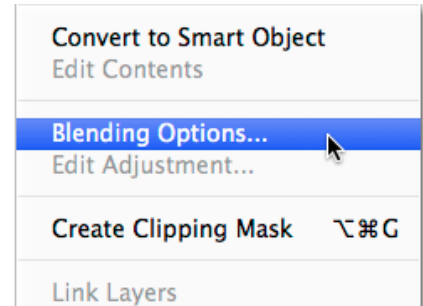 Convert to Smart Object
Edit Contents
Blending Options...
Edit Adjustment...
Create Clipping Mask ⌥⌘G
Link Layers